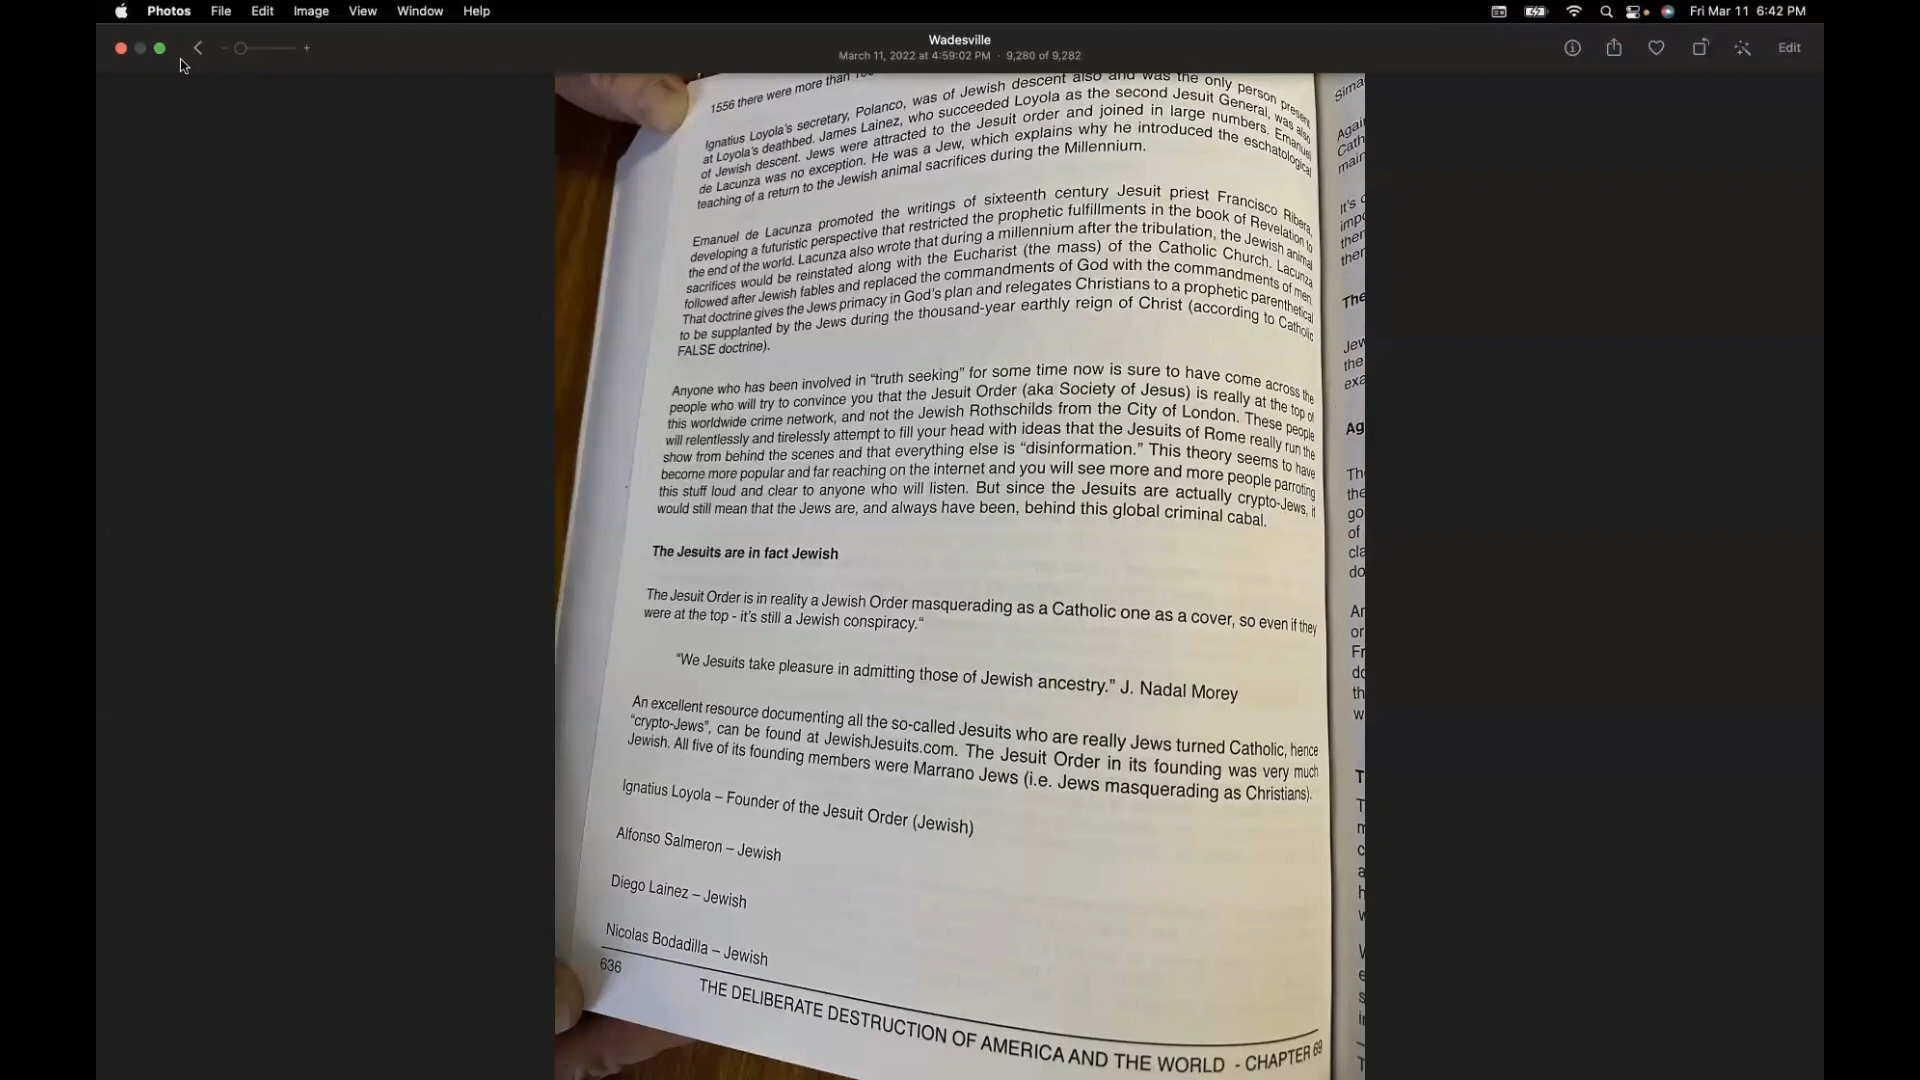 Photos File Edit Image View Window Help Fri Mar 11 6:42 PM
Wadesville
March 11, 2022 at 4:59:02 PM - 9,280 of 9,282
Edit
1556 there were more than
Ignatius Loyola's secretary, Polanco, was of Jewish descent also and was the only person present
at Loyola's deathbed. James Lainez, who succeeded Loyola as the second Jesuit General, was also
of Jewish descent. Jews were attracted to the Jesuit order and joined in large numbers. Emanuel
de Lacunza was no exception. He was a Jew, which explains why he introduced the eschatological
teaching of a return to the Jewish animal sacrifices during the Millennium.
Emanuel de Lacunza promoted the writings of sixteenth century Jesuit priest Francisco Ribera,
developing a futuristic perspective that restricted the prophetic fulfillments in the book of Revelation to
the end of the world. Lacunza also wrote that during a millennium after the tribulation, the Jewish animal
sacrifices would be reinstated along with the Eucharist (the mass) of the Catholic Church. Lacunza
followed after Jewish fables and replaced the commandments of God with the commandments of men.
That doctrine gives the Jews primacy in God's plan and relegates Christians to a prophetic parenthetical
to be supplanted by the Jews during the thousand-year earthly reign of Christ (according to Catholic
FALSE doctrine).
Anyone who has been involved in "truth seeking" for some time now is sure to have come across the
people who will try to convince you that the Jesuit Order (aka Society of Jesus) is really at the top of
this worldwide crime network, and not the Jewish Rothschilds from the City of London. These people
will relentlessly and tirelessly attempt to fill your head with ideas that the Jesuits of Rome really run the
show from behind the scenes and that everything else is "disinformation." This theory seems to have
become more popular and far reaching on the internet and you will see more and more people parroting
this stuff loud and clear to anyone who will listen. But since the Jesuits are actually crypto-Jews, it
would still mean that the Jews are, and always have been, behind this global criminal cabal.
The Jesuits are in fact Jewish
The Jesuit Order is in reality a Jewish Order masquerading as a Catholic one as a cover, so even if they
were at the top - it's still a Jewish conspiracy."
"We Jesuits take pleasure in admitting those of Jewish ancestry." J. Nadal Morey
An excellent resource documenting all the so-called Jesuits who are really Jews turned Catholic, hence
"crypto-Jews", can be found at JewishJesuits.com. The Jesuit Order in its founding was very much
Jewish. All five of its founding members were Marrano Jews (i.e. Jews masquerading as Christians).
Ignatius Loyola – Founder of the Jesuit Order (Jewish)
Alfonso Salmeron – Jewish
Diego Lainez – Jewish
Nicolas Bodadilla – Jewish
636
THE DELIBERATE DESTRUCTION OF AMERICA AND THE WORLD - CHAPTER 69